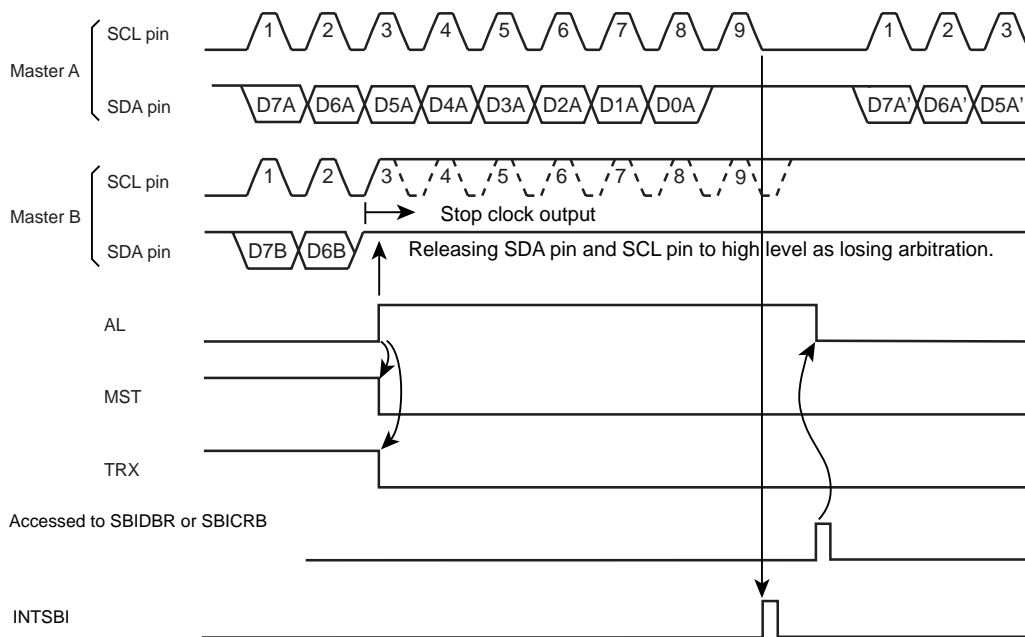 SCL pin 1 2 3 4 5 6 7 8 9 1 2 3
Master A
SDA pin D7A D6A D5A D4A D3A D2A D1A D0A D7A' D6A' D5A'
SCL pin 1 2 3 4 5 6 7 8 9
Master B
Stop clock output
SDA pin D7B D6B Releasing SDA pin and SCL pin to high level as losing arbitration.
AL
MST
TRX
Accessed to SBIDBR or SBICRB
INTSBI